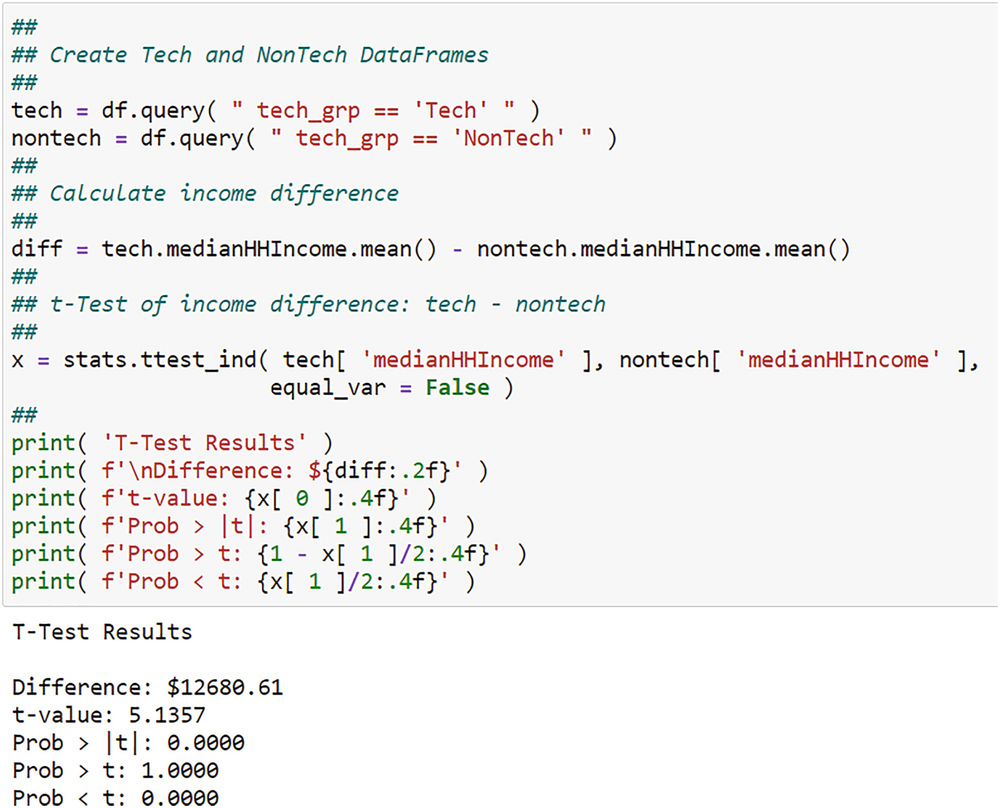 ##
## Create Tech and NonTech DataFrames
##
tech = df.query( " tech_grp == 'Tech' " )
nontech = df.query( " tech_grp == 'NonTech' " )
##
## Calculate income difference
##
diff = tech.medianHHIncome.mean() - nontech.medianHHIncome.mean()
##
## t-Test of income difference: tech - nontech
##
x = stats.ttest_ind( tech[ 'medianHHIncome' ], nontech[ 'medianHHIncome' ],
equal_var = False )
##
print( 'T-Test Results' )
print( f'\nDifference: ${diff:.2f}' )
print( f't-value: {x[ 0 ]:.4f}' )
print( f'Prob > |t|: {x[ 1 ]:.4f}' )
print( f'Prob > t: {1 - x[ 1 ]/2:.4f}' )
print( f'Prob < t: {x[ 1 ]/2:.4f}' )
T-Test Results
Difference: $12680.61
t-value: 5.1357
Prob > |t|: 0.0000
Prob > t: 1.0000
Prob < t: 0.0000